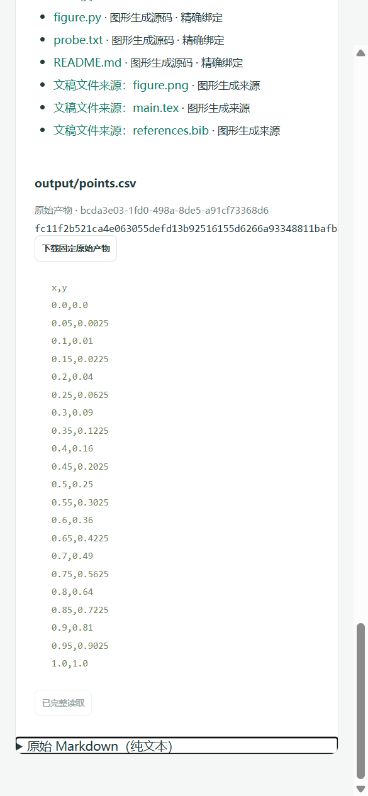 figure.py · 图形生成源码 · 精确绑定
probe.txt · 图形生成源码 · 精确绑定
README.md · 图形生成源码 · 精确绑定
文稿文件来源：figure.png · 图形生成来源
文稿文件来源：main.tex · 图形生成来源
文稿文件来源：references.bib · 图形生成来源
output/points.csv
原始产物 · bcda3e03-1fd0-498a-8de5-a91cf73368d6
fc11f2b521ca4e063055defd13b92516155d6266a93348811bafb
下载固定原始产物
x,y
0.0,0.0
0.05,0.0025
0.1,0.01
0.15,0.0225
0.2,0.04
0.25,0.0625
0.3,0.09
0.35,0.1225
0.4,0.16
0.45,0.2025
0.5,0.25
0.55,0.3025
0.6,0.36
0.65,0.4225
0.7,0.49
0.75,0.5625
0.8,0.64
0.85,0.7225
0.9,0.81
0.95,0.9025
1.0,1.0
已完整读取
原始 Markdown（纯文本）